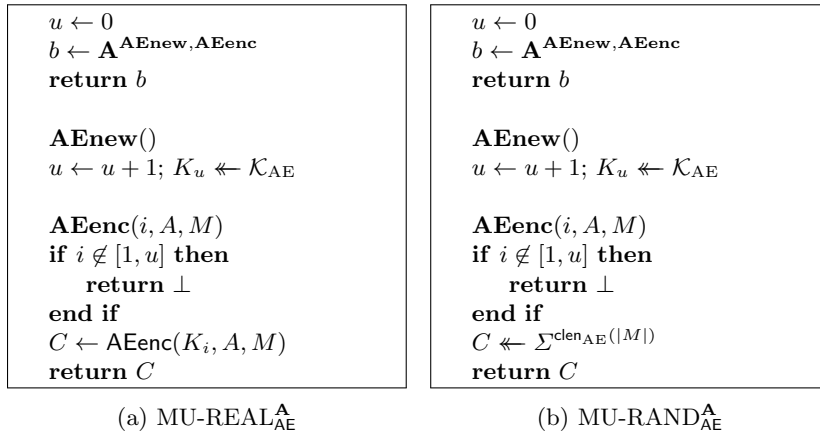 u ← 0
b ← A^{AEnew,AEenc}
return b
AEnew()
u ← u + 1; K_u ↞ 𝒦_AE
AEenc(i, A, M)
if i ∉ [1, u] then
return ⊥
end if
C ← AEenc(K_i, A, M)
return C
(a) MU-REAL^A_AE
u ← 0
b ← A^{AEnew,AEenc}
return b
AEnew()
u ← u + 1; K_u ↞ 𝒦_AE
AEenc(i, A, M)
if i ∉ [1, u] then
return ⊥
end if
C ↞ Σ^{clen_AE(|M|)}
return C
(b) MU-RAND^A_AE